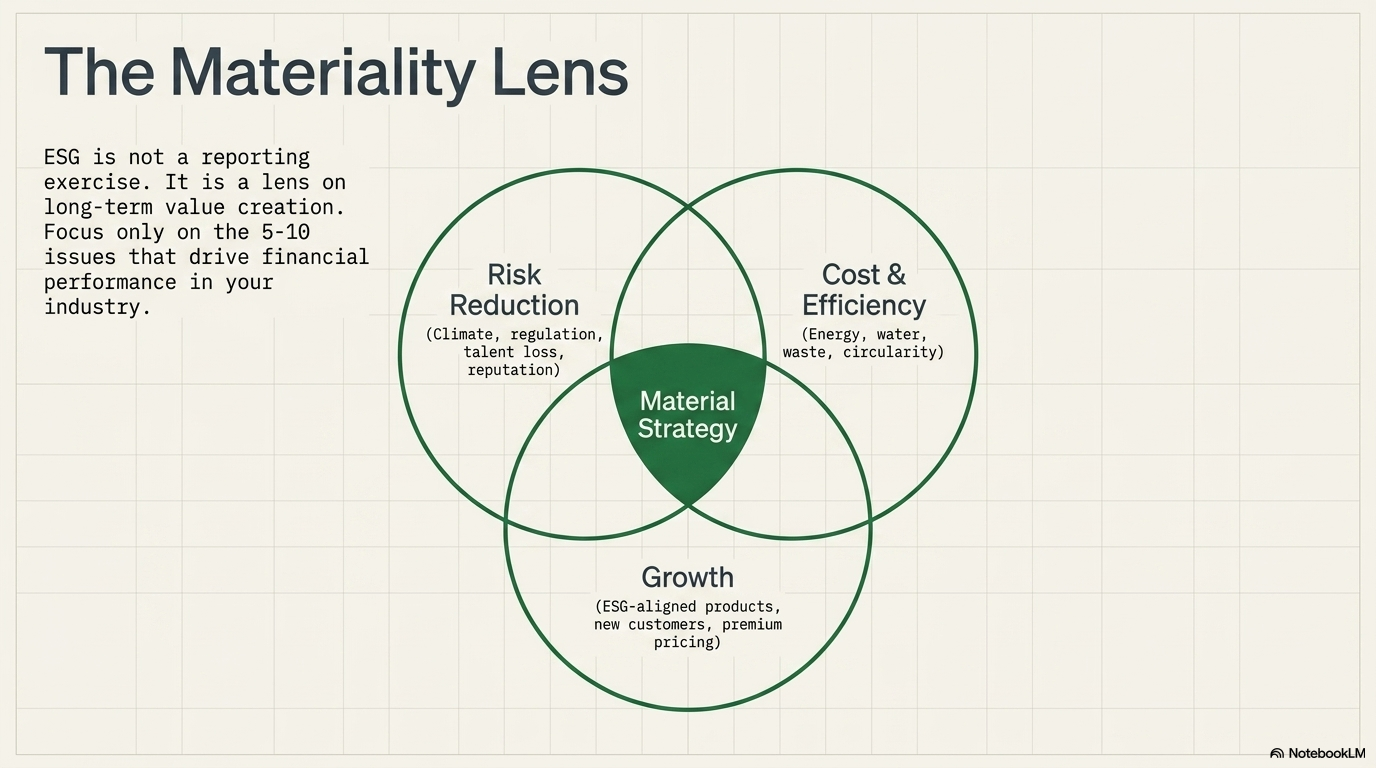 The Materiality Lens
ESG is not a reporting
exercise. It is a lens on
long-term value creation.
Focus only on the 5-10
issues that drive financial
performance in your
industry.
Risk
Reduction
(Climate, regulation,
talent loss,
reputation)
Cost &
Efficiency
(Energy, water,
waste, circularity)
Material
Strategy
Growth
(ESG-aligned products,
new customers, premium
pricing)
NotebookLM